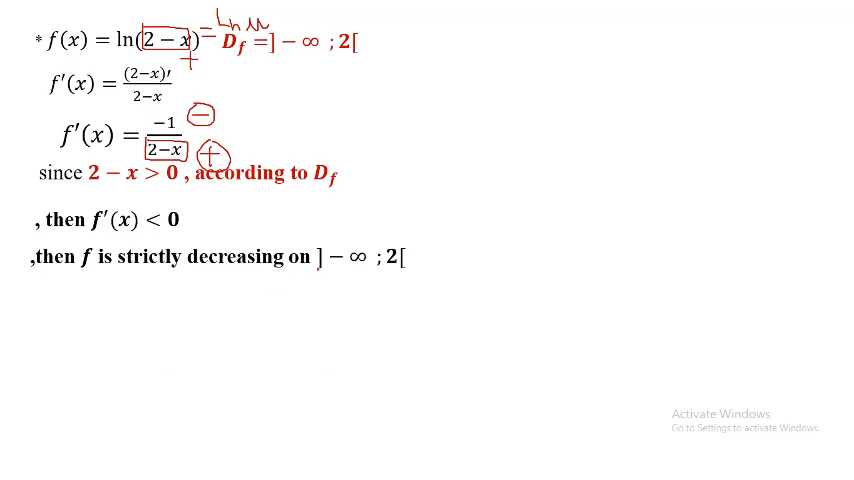 * f(x) = ln(2 − x) = Ln u D_f =] − ∞ ; 2[
+
f′(x) = (2−x)′ / 2−x
f′(x) = −1 / 2−x − +
since 2 − x > 0 , according to D_f
, then f′(x) < 0
,then f is strictly decreasing on ] − ∞ ; 2[
Activate Windows
Go to Settings to activate Windows.